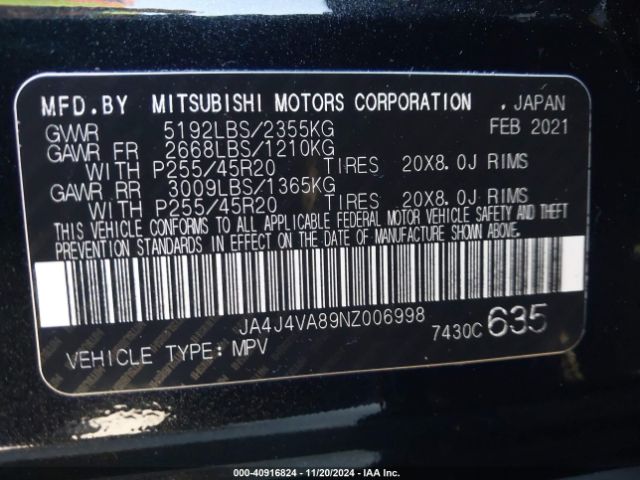 MFD.BY MITSUBISHI MOTORS CORPORATION .JAPAN
GVWR 5192LBS/2355KG FEB 2021
GAWR FR 2668LBS/1210KG
WITH P255/45R20 TIRES 20X8.0J RIMS
GAWR RR 3009LBS/1365KG
WITH P255/45R20 TIRES 20X8.0J RIMS
THIS VEHICLE CONFORMS TO ALL APPLICABLE FEDERAL MOTOR VEHICLE SAFETY AND THEFT
PREVENTION STANDARDS IN EFFECT ON THE DATE OF MANUFACTURE SHOWN ABOVE.
JA4J4VA89NZ006998
7430C 635
VEHICLE TYPE:MPV
000-40916824 - 11/20/2024 - IAA Inc.